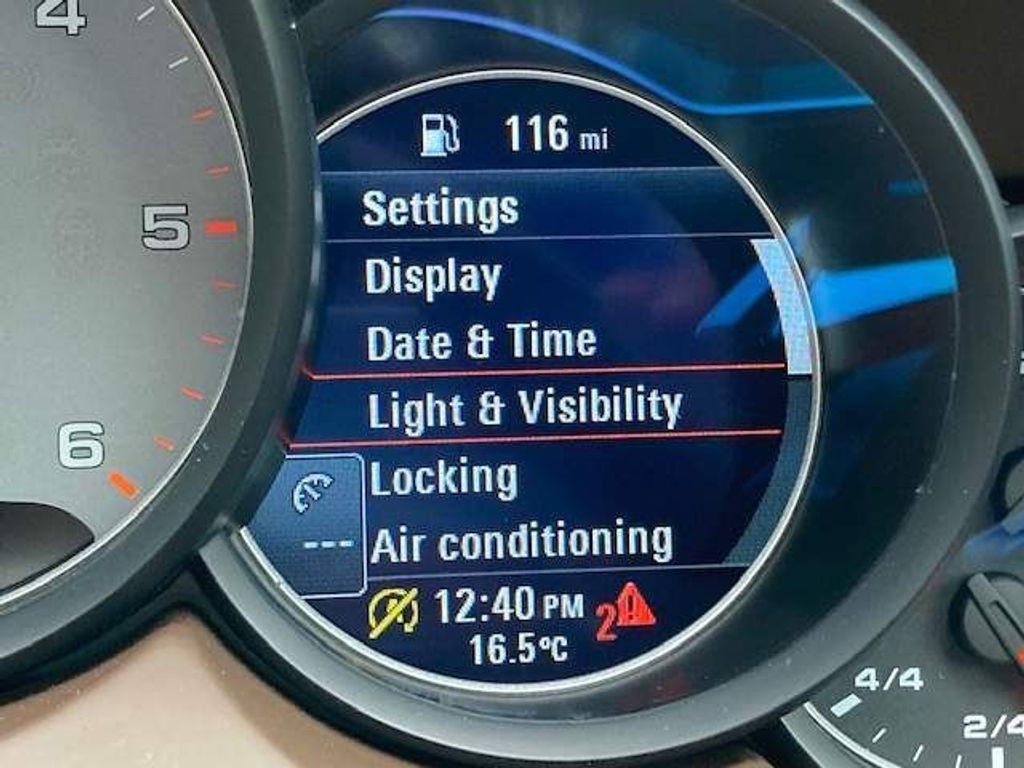 4
5
6
116 mi
Settings
Display
Date & Time
Light & Visibility
Locking
Air conditioning
---
12:40 PM 2
16.5°C
4/4
2/4